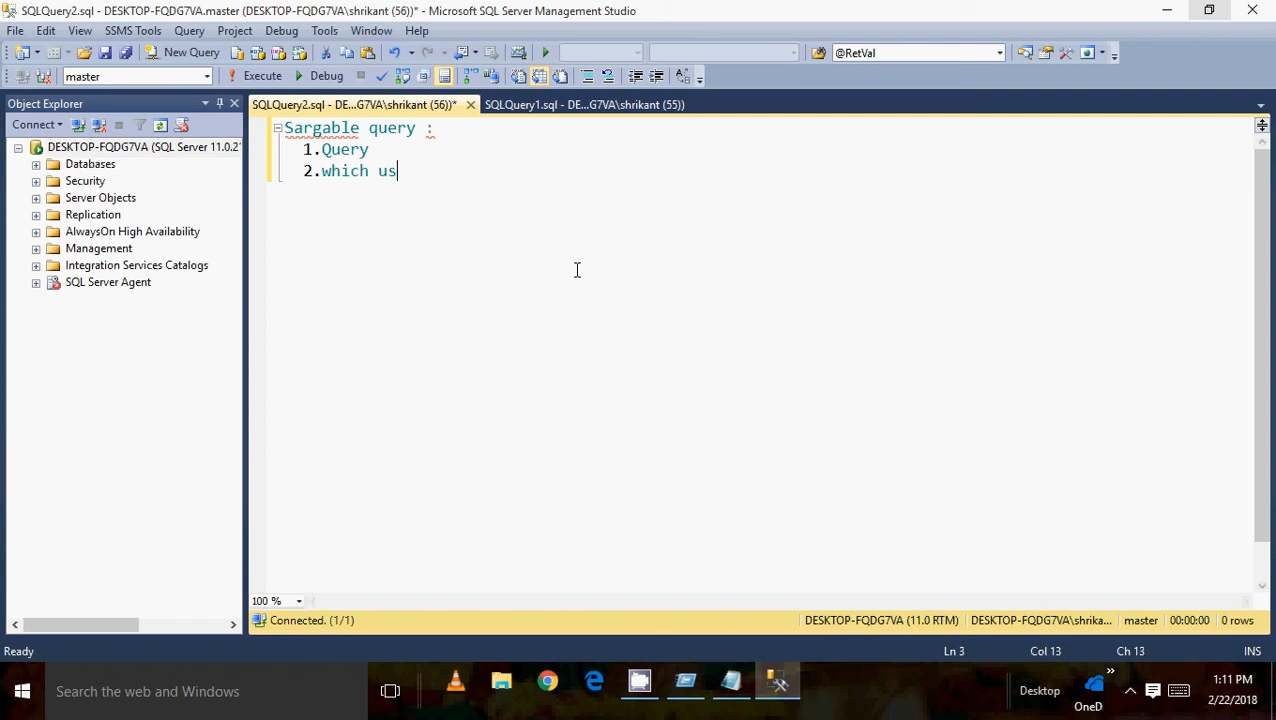 SQLQuery2.sql - DESKTOP-FQDG7VA.master (DESKTOP-FQDG7VA\shrikant (56))* - Microsoft SQL Server Management Studio
File Edit View SSMS Tools Query Project Debug Tools Window Help
New Query @RetVal
master Execute Debug
Object Explorer
SQLQuery2.sql - DE...G7VA\shrikant (56))* SQLQuery1.sql - DE...G7VA\shrikant (55))
Connect
DESKTOP-FQDG7VA (SQL Server 11.0.2
Databases
Security
Server Objects
Replication
AlwaysOn High Availability
Management
Integration Services Catalogs
SQL Server Agent
Sargable query :
1.Query
2.which us
100 %
Connected. (1/1) DESKTOP-FQDG7VA (11.0 RTM) DESKTOP-FQDG7VA\shrika... master 00:00:00 0 rows
Ready Ln 3 Col 13 Ch 13 INS
Search the web and Windows
Desktop
OneD
1:11 PM
2/22/2018